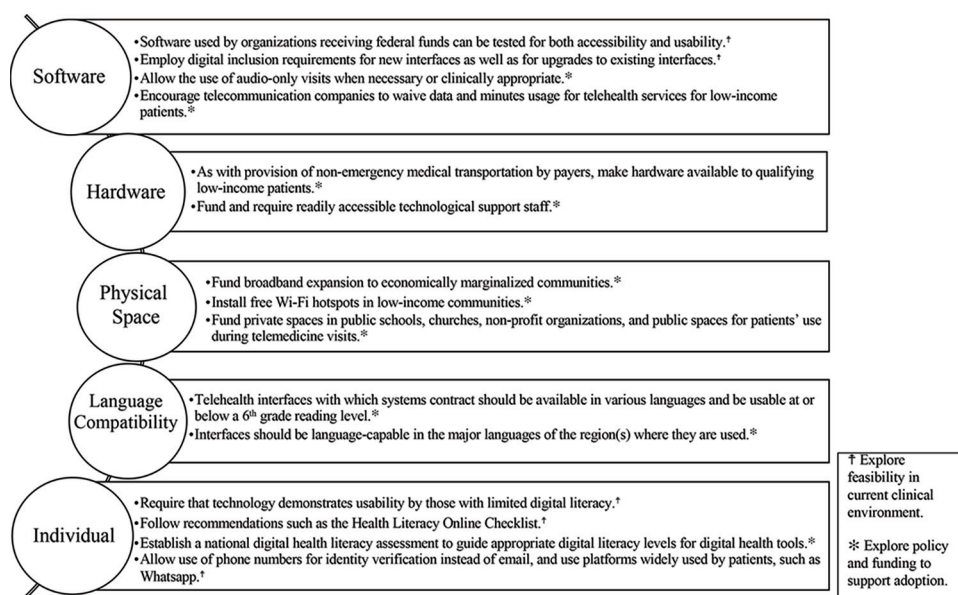 Software
•Software used by organizations receiving federal funds can be tested for both accessibility and usability.†
•Employ digital inclusion requirements for new interfaces as well as for upgrades to existing interfaces.†
•Allow the use of audio-only visits when necessary or clinically appropriate.*
•Encourage telecommunication companies to waive data and minutes usage for telehealth services for low-income
patients.*
Hardware
•As with provision of non-emergency medical transportation by payers, make hardware available to qualifying
low-income patients.*
•Fund and require readily accessible technological support staff.*
Physical
Space
•Fund broadband expansion to economically marginalized communities.*
•Install free Wi-Fi hotspots in low-income communities.*
•Fund private spaces in public schools, churches, non-profit organizations, and public spaces for patients’ use
during telemedicine visits.*
Language
Compatibility
•Telehealth interfaces with which systems contract should be available in various languages and be usable at or
below a 6th grade reading level.*
•Interfaces should be language-capable in the major languages of the region(s) where they are used.*
Individual
•Require that technology demonstrates usability by those with limited digital literacy.†
•Follow recommendations such as the Health Literacy Online Checklist.†
•Establish a national digital health literacy assessment to guide appropriate digital literacy levels for digital health tools.*
•Allow use of phone numbers for identity verification instead of email, and use platforms widely used by patients, such as
Whatsapp.†
† Explore
feasibility in
current clinical
environment.
* Explore policy
and funding to
support adoption.